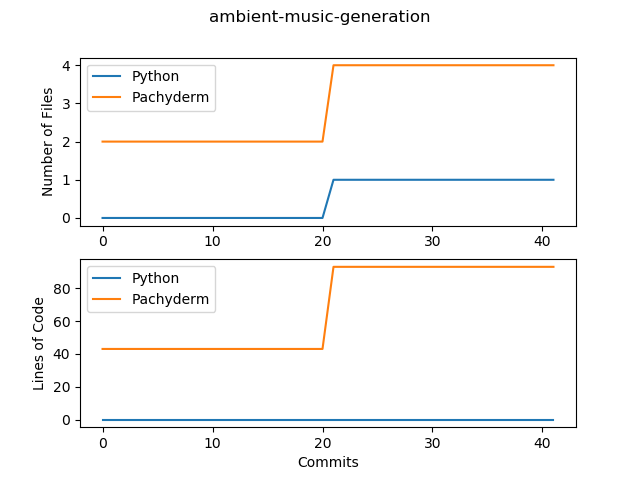 ambient-music-generation
4
3
2
1
0
Number of Files
Python
Pachyderm
0 10 20 30 40
80
60
40
20
0
Lines of Code
Python
Pachyderm
0 10 20 30 40
Commits